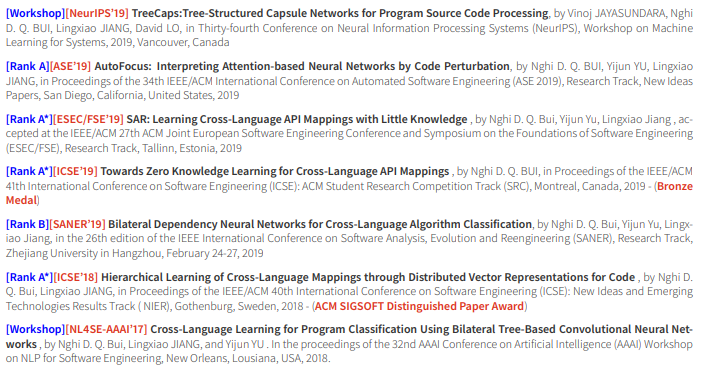 [Workshop][NeurIPS’19] TreeCaps:Tree-Structured Capsule Networks for Program Source Code Processing, by Vinoj JAYASUNDARA, Nghi
D. Q. BUI, Lingxiao JIANG, David LO, in Thirty-fourth Conference on Neural Information Processing Systems (NeurIPS), Workshop on Machine
Learning for Systems, 2019, Vancouver, Canada
[Rank A][ASE’19] AutoFocus: Interpreting Attention-based Neural Networks by Code Perturbation, by Nghi D. Q. BUI, Yijun YU, Lingxiao
JIANG, in Proceedings of the 34th IEEE/ACM International Conference on Automated Software Engineering (ASE 2019), Research Track, New Ideas
Papers, San Diego, California, United States, 2019
[Rank A*][ESEC/FSE’19] SAR: Learning Cross-Language API Mappings with Little Knowledge , by Nghi D. Q. Bui, Yijun Yu, Lingxiao Jiang , ac-
cepted at the IEEE/ACM 27th ACM Joint European Software Engineering Conference and Symposium on the Foundations of Software Engineering
(ESEC/FSE), Research Track, Tallinn, Estonia, 2019
[Rank A*][ICSE’19] Towards Zero Knowledge Learning for Cross-Language API Mappings , by Nghi D. Q. BUI, in Proceedings of the IEEE/ACM
41th International Conference on Software Engineering (ICSE): ACM Student Research Competition Track (SRC), Montreal, Canada, 2019 - (Bronze
Medal)
[Rank B][SANER’19] Bilateral Dependency Neural Networks for Cross-Language Algorithm Classification, by Nghi D. Q. Bui, Yijun Yu, Lingx-
iao Jiang, in the 26th edition of the IEEE International Conference on Software Analysis, Evolution and Reengineering (SANER), Research Track,
Zhejiang University in Hangzhou, February 24-27, 2019
[Rank A*][ICSE’18] Hierarchical Learning of Cross-Language Mappings through Distributed Vector Representations for Code , by Nghi D.
Q. Bui, Lingxiao JIANG, in Proceedings of the IEEE/ACM 40th International Conference on Software Engineering (ICSE): New Ideas and Emerging
Technologies Results Track ( NIER), Gothenburg, Sweden, 2018 - (ACM SIGSOFT Distinguished Paper Award)
[Workshop][NL4SE-AAAI’17] Cross-Language Learning for Program Classification Using Bilateral Tree-Based Convolutional Neural Net-
works , by Nghi D. Q. Bui, Lingxiao JIANG, and Yijun YU . In the proceedings of the 32nd AAAI Conference on Artificial Intelligence (AAAI) Workshop
on NLP for Software Engineering, New Orleans, Lousiana, USA, 2018.